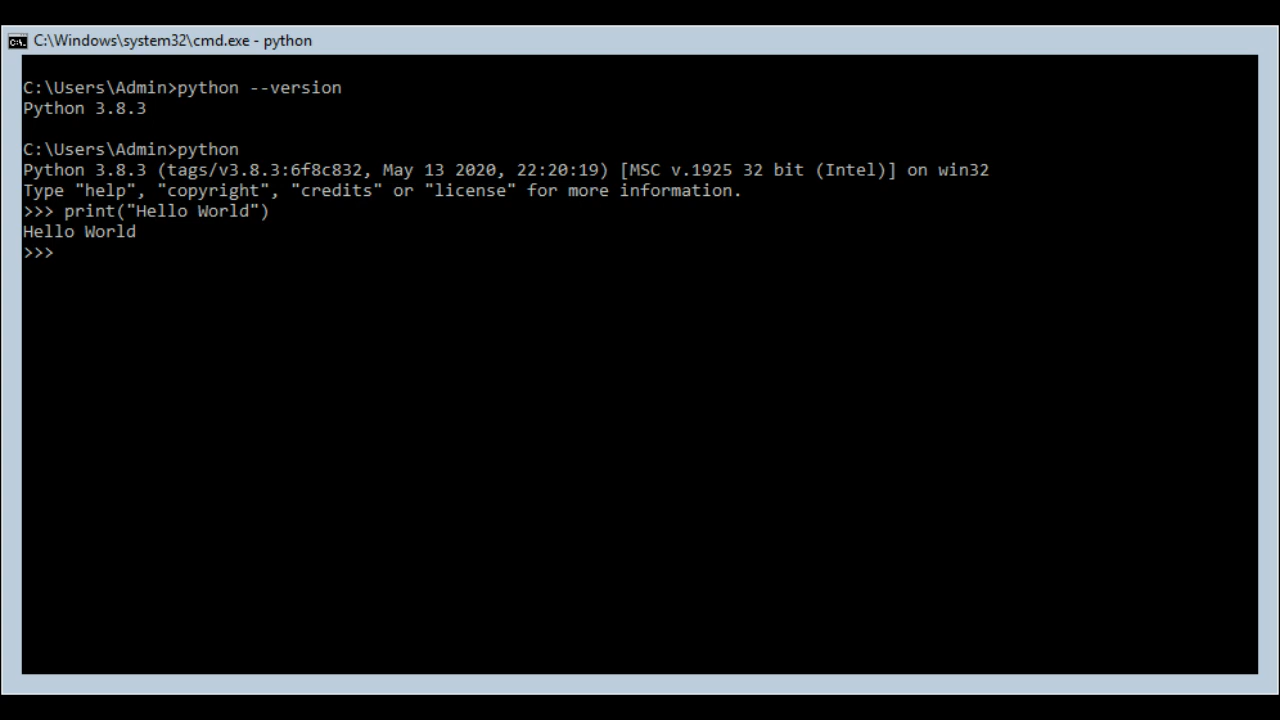 C:\Windows\system32\cmd.exe - python
C:\Users\Admin>python --version
Python 3.8.3
C:\Users\Admin>python
Python 3.8.3 (tags/v3.8.3:6f8c832, May 13 2020, 22:20:19) [MSC v.1925 32 bit (Intel)] on win32
Type "help", "copyright", "credits" or "license" for more information.
>>> print("Hello World")
Hello World
>>>